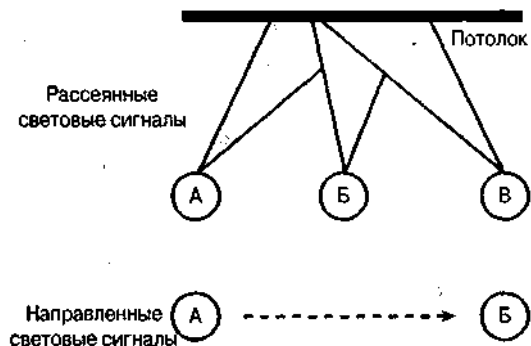 Потолок
Рассеянные
световые сигналы
А
Б
В
Направленные
световые сигналы
А
Б